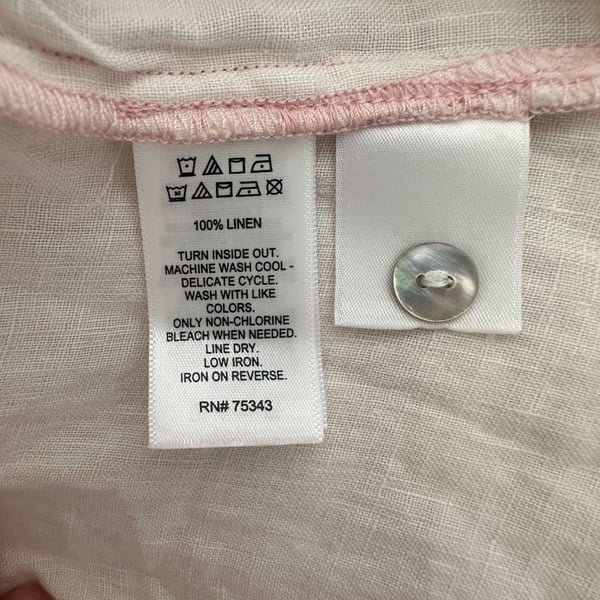 100% LINEN
TURN INSIDE OUT.
MACHINE WASH COOL -
DELICATE CYCLE.
WASH WITH LIKE
COLORS.
ONLY NON-CHLORINE
BLEACH WHEN NEEDED.
LINE DRY.
LOW IRON.
IRON ON REVERSE.
RN# 75343